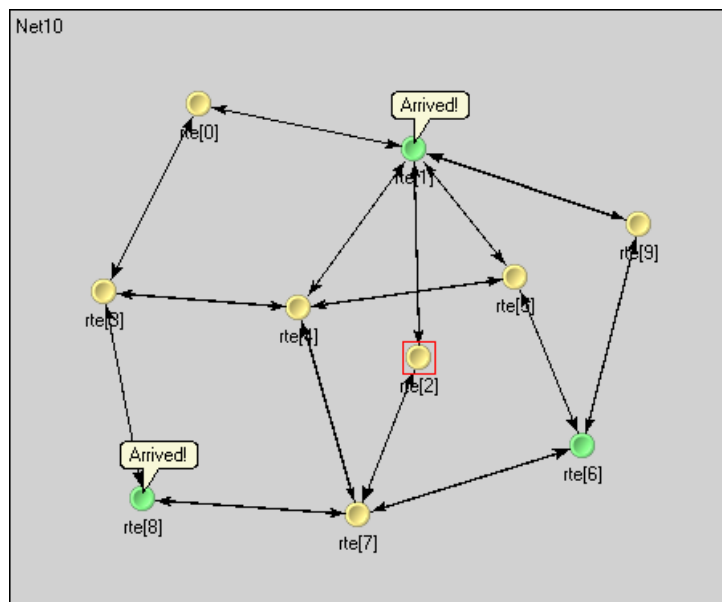 Net10
Arrived!
rte[0]
rte[1]
rte[9]
rte[3]
rte[4]
rte[5]
rte[2]
Arrived!
rte[6]
rte[8]
rte[7]